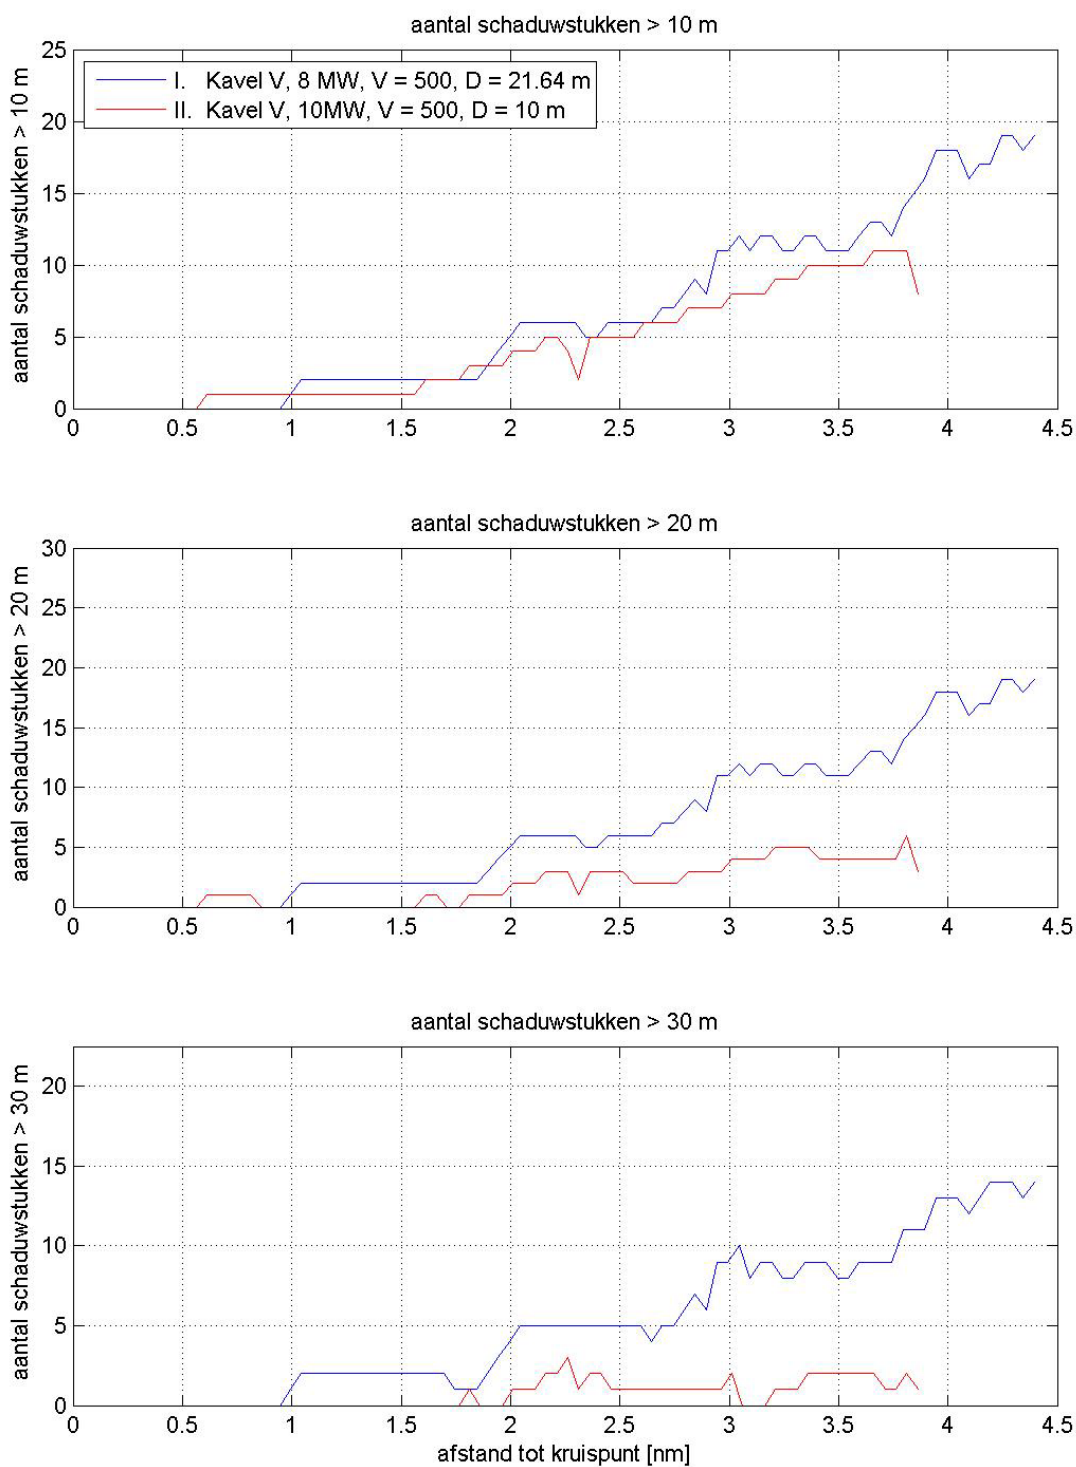 aantal schaduwstukken > 10 m
aantal schaduwstukken > 10 m
25
20
15
10
5
0
I. Kavel V, 8 MW, V = 500, D = 21.64 m
II. Kavel V, 10MW, V = 500, D = 10 m
0 0.5 1 1.5 2 2.5 3 3.5 4 4.5
aantal schaduwstukken > 20 m
aantal schaduwstukken > 20 m
30
25
20
15
10
5
0
0 0.5 1 1.5 2 2.5 3 3.5 4 4.5
aantal schaduwstukken > 30 m
aantal schaduwstukken > 30 m
20
15
10
5
0
0 0.5 1 1.5 2 2.5 3 3.5 4 4.5
afstand tot kruispunt [nm]